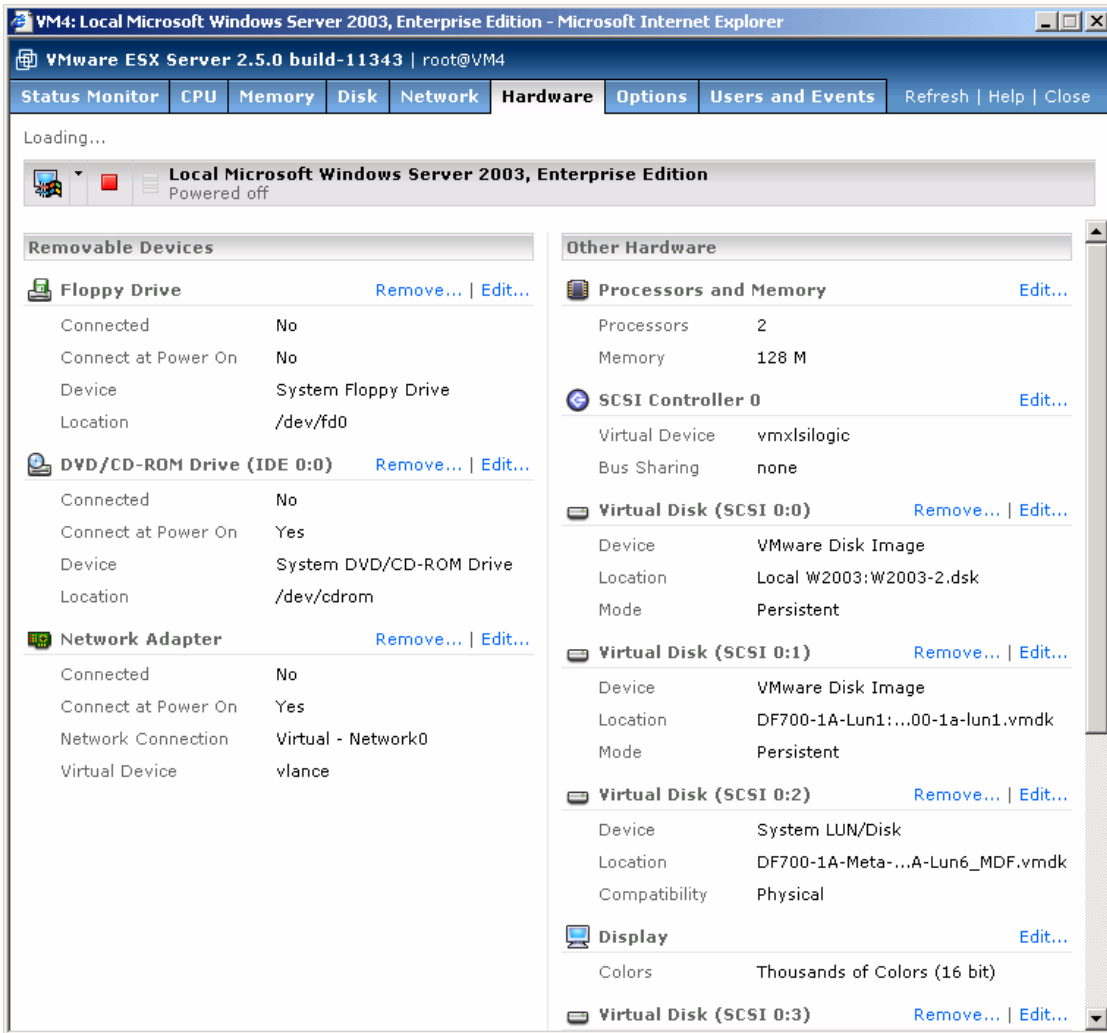 VM4: Local Microsoft Windows Server 2003, Enterprise Edition - Microsoft Internet Explorer
VMware ESX Server 2.5.0 build-11343 | root@VM4
Status Monitor CPU Memory Disk Network Hardware Options Users and Events Refresh | Help | Close
Loading...
Local Microsoft Windows Server 2003, Enterprise Edition
Powered off
Removable Devices
Floppy Drive Remove... | Edit...
Connected No
Connect at Power On No
Device System Floppy Drive
Location /dev/fd0
DVD/CD-ROM Drive (IDE 0:0) Remove... | Edit...
Connected No
Connect at Power On Yes
Device System DVD/CD-ROM Drive
Location /dev/cdrom
Network Adapter Remove... | Edit...
Connected No
Connect at Power On Yes
Network Connection Virtual - Network0
Virtual Device vlance
Other Hardware
Processors and Memory Edit...
Processors 2
Memory 128 M
SCSI Controller 0 Edit...
Virtual Device vmxlsilogic
Bus Sharing none
Virtual Disk (SCSI 0:0) Remove... | Edit...
Device VMware Disk Image
Location Local W2003:W2003-2.dsk
Mode Persistent
Virtual Disk (SCSI 0:1) Remove... | Edit...
Device VMware Disk Image
Location DF700-1A-Lun1:...00-1a-lun1.vmdk
Mode Persistent
Virtual Disk (SCSI 0:2) Remove... | Edit...
Device System LUN/Disk
Location DF700-1A-Meta-...A-Lun6_MDF.vmdk
Compatibility Physical
Display Edit...
Colors Thousands of Colors (16 bit)
Virtual Disk (SCSI 0:3) Remove... | Edit...